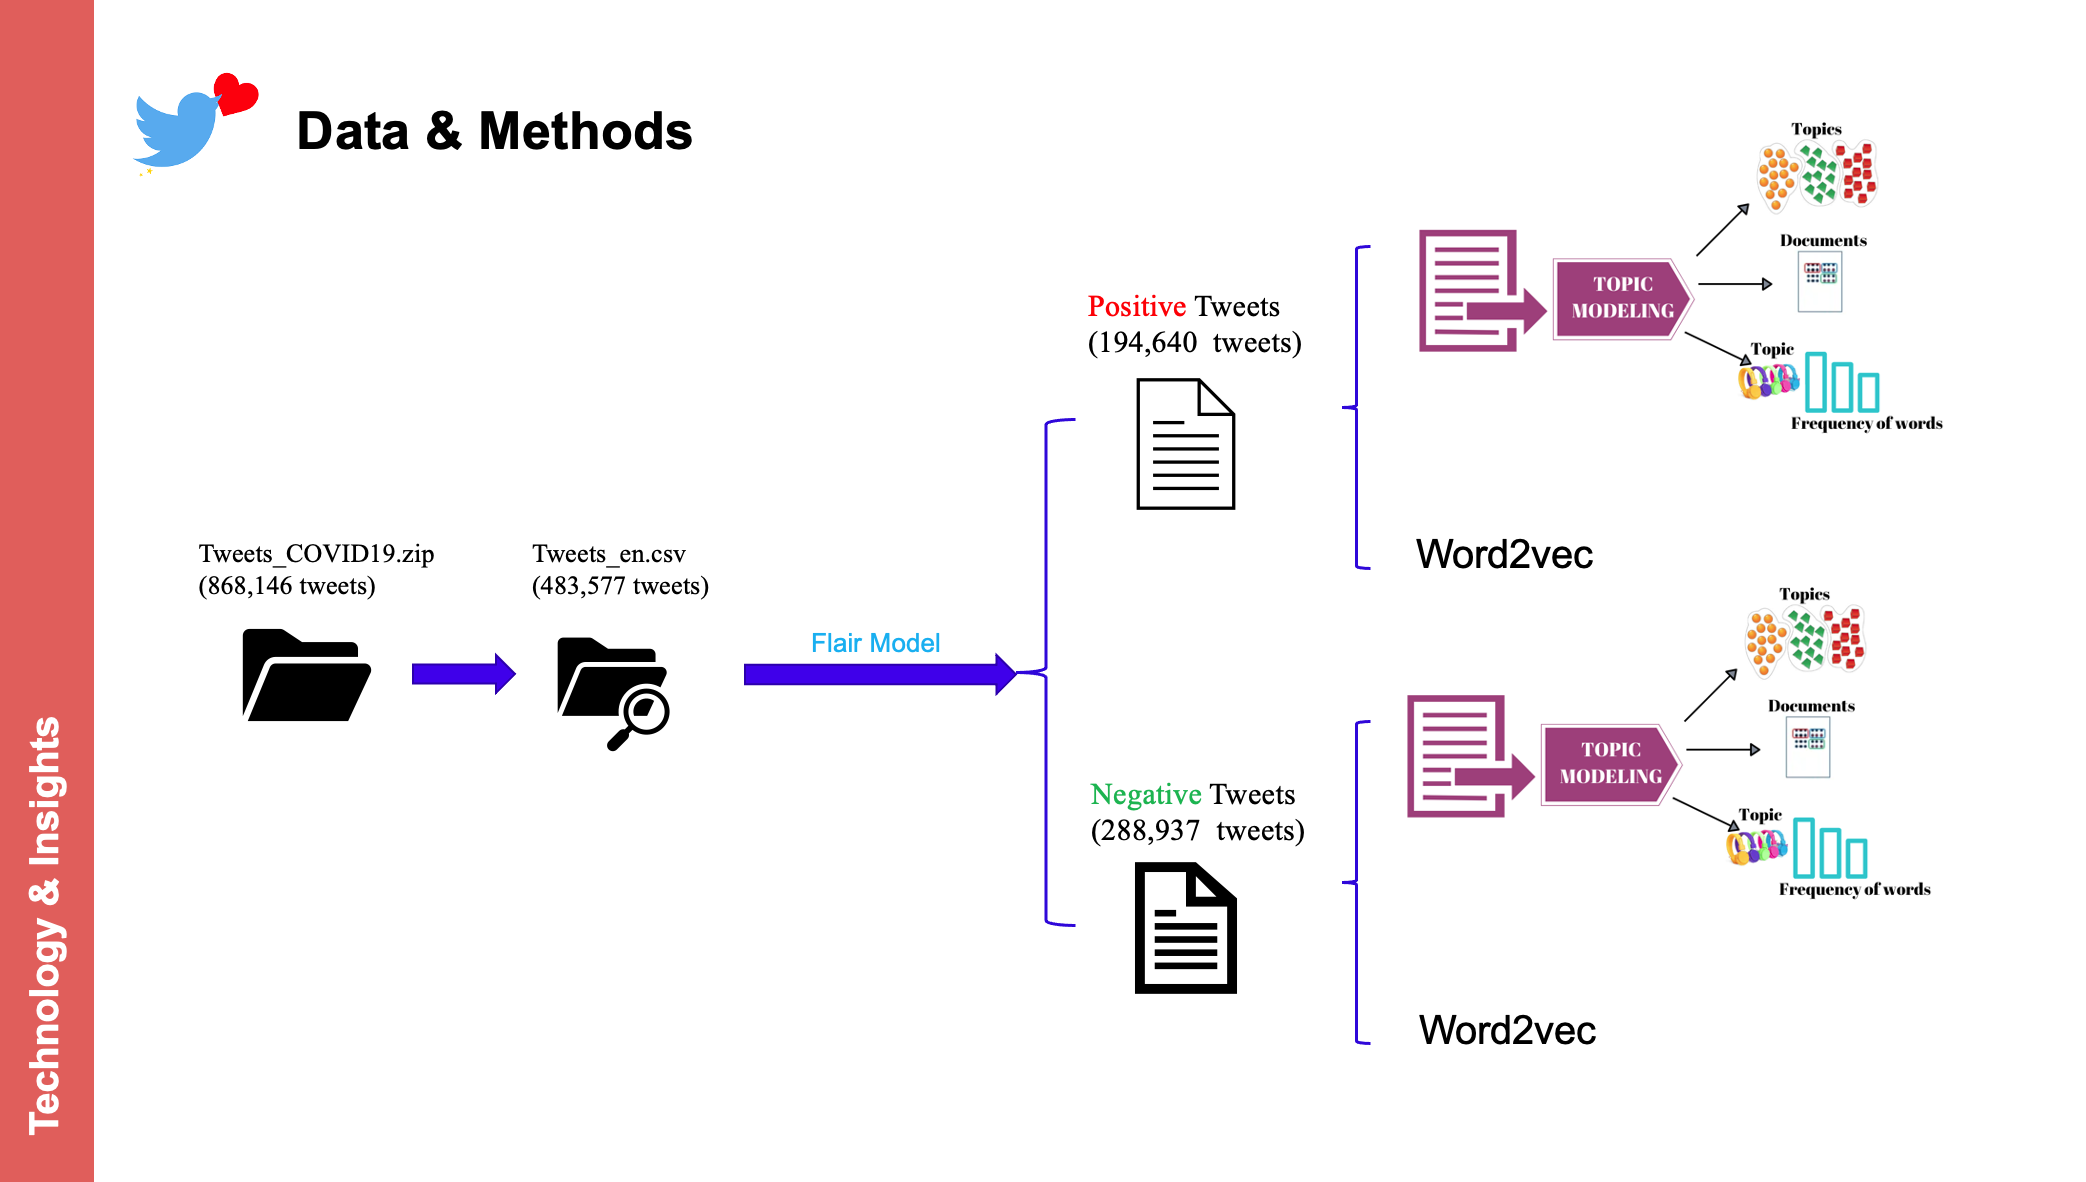 Data & Methods
Technology & Insights
Tweets_COVID19.zip
(868,146 tweets)
Tweets_en.csv
(483,577 tweets)
Flair Model
Positive Tweets
(194,640 tweets)
TOPIC
MODELING
Topics
Documents
Topic
Frequency of words
Word2vec
Negative Tweets
(288,937 tweets)
TOPIC
MODELING
Topics
Documents
Topic
Frequency of words
Word2vec